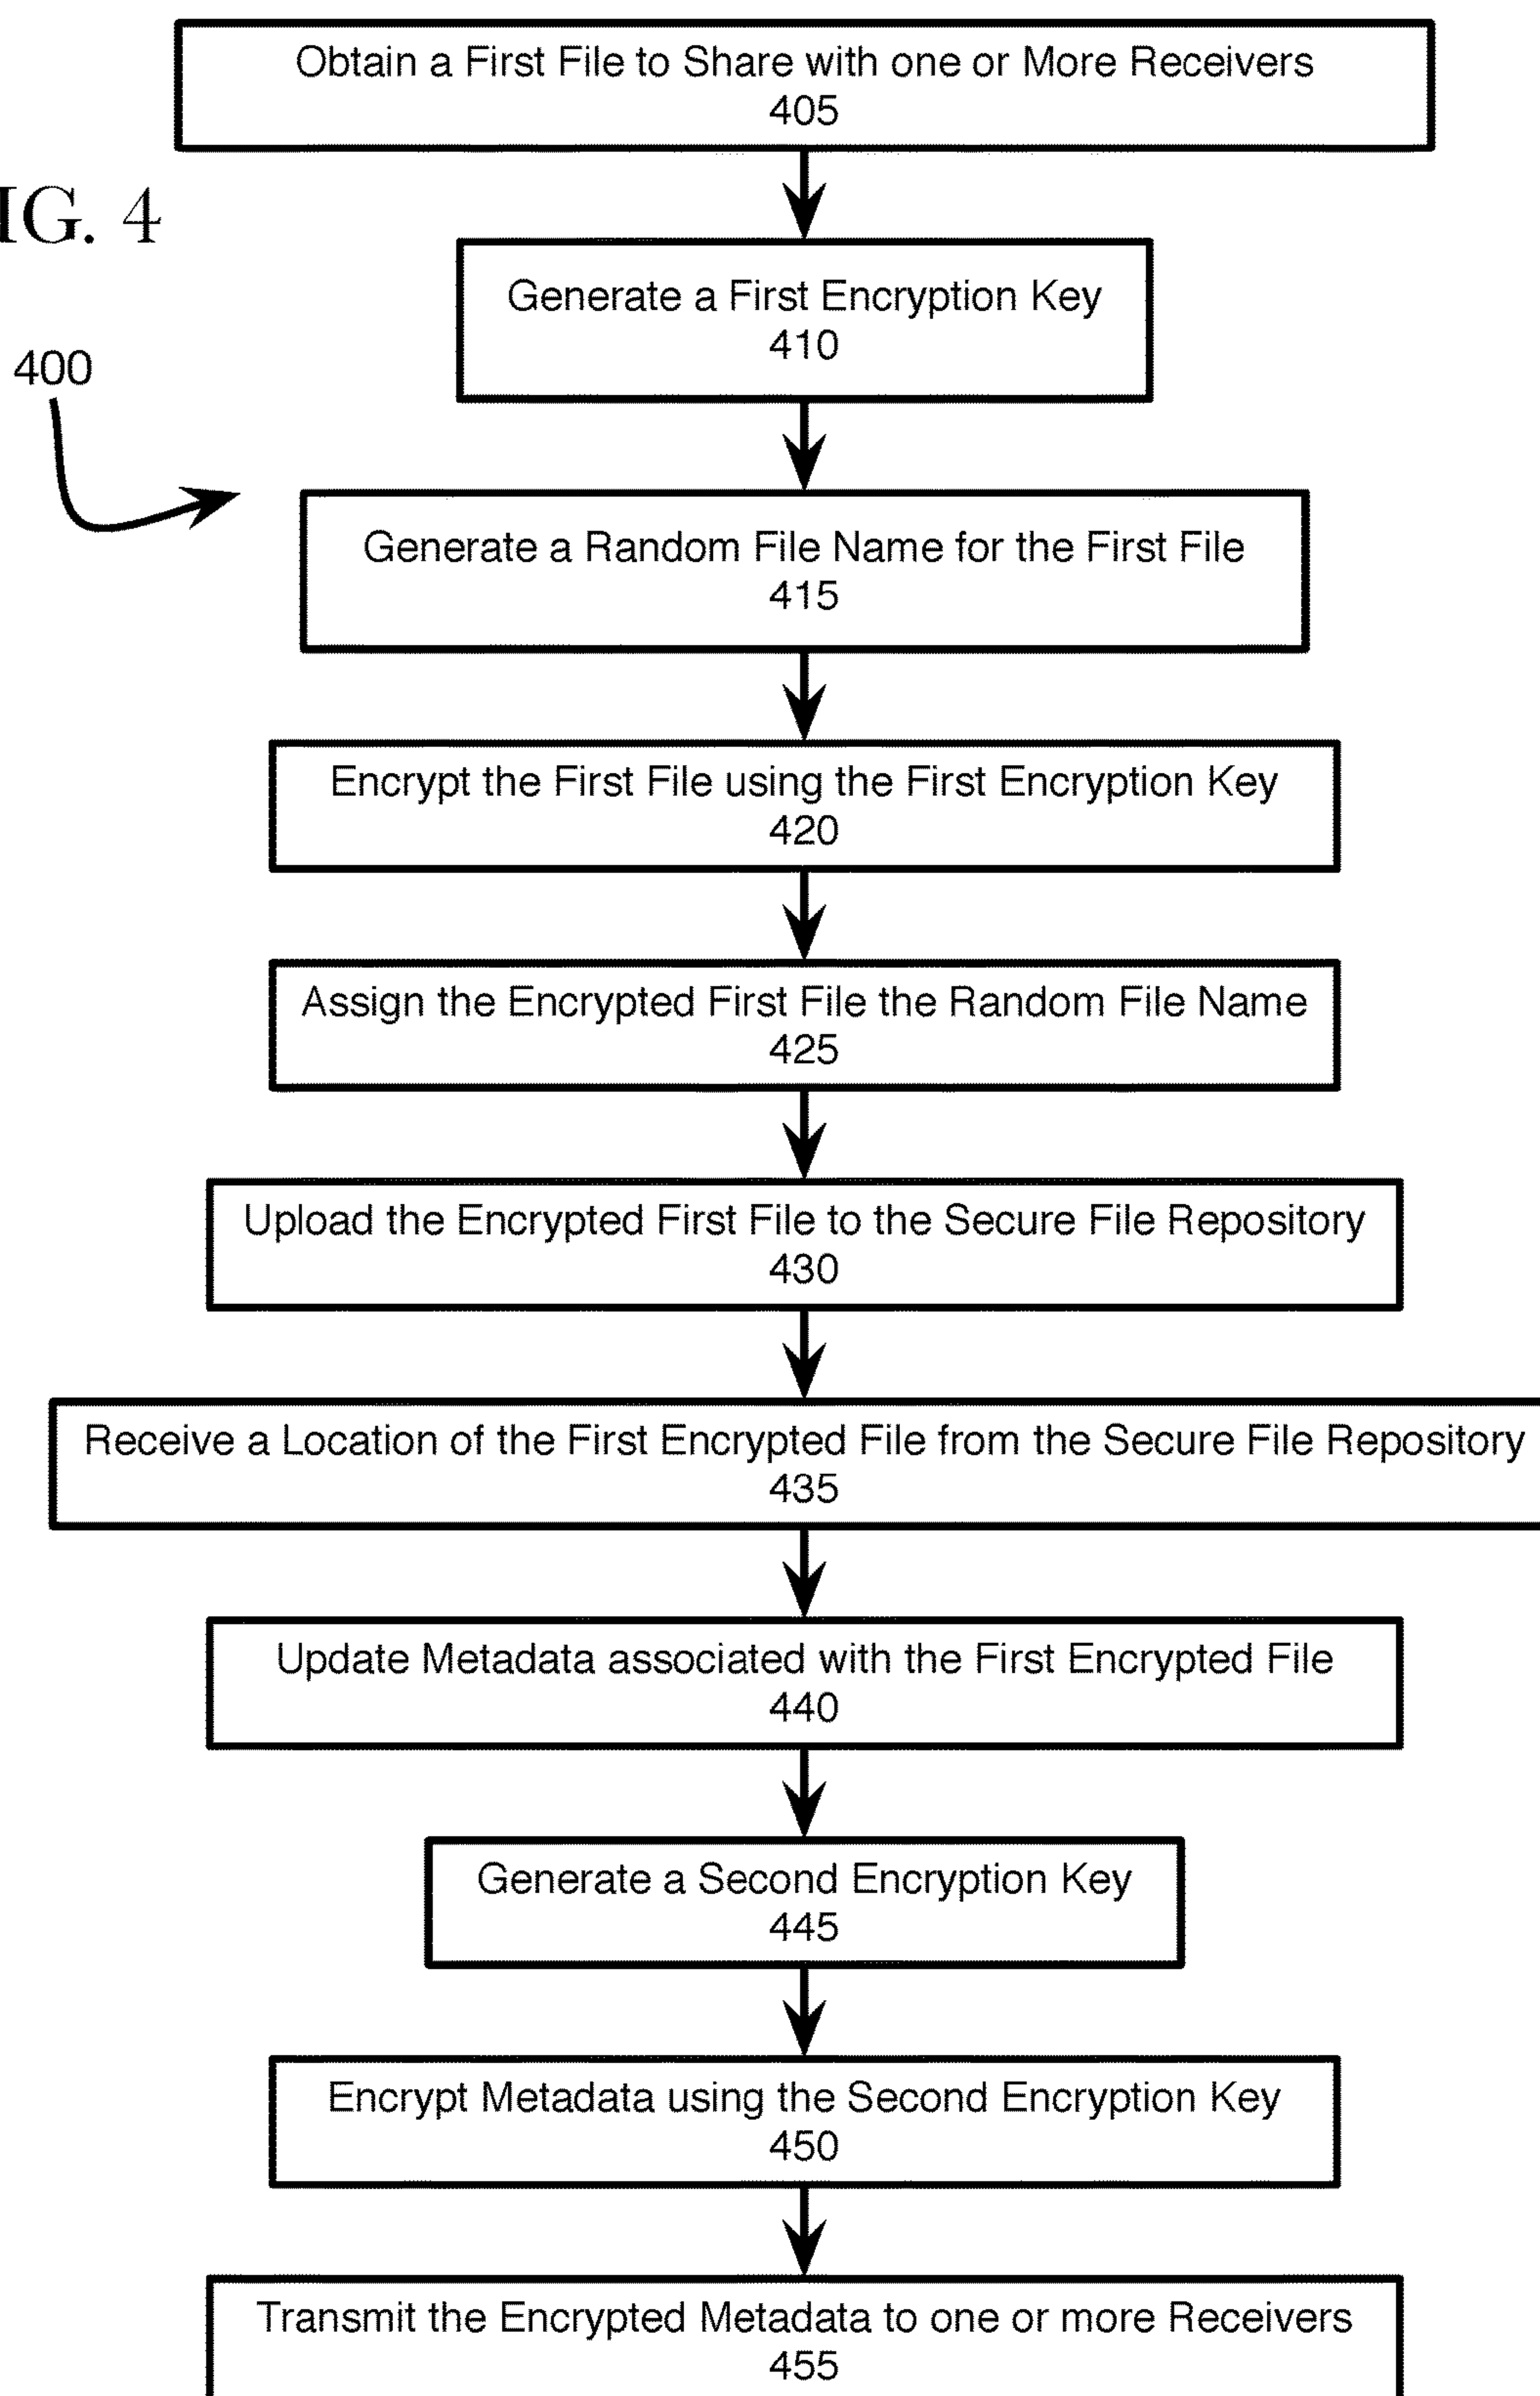 Obtain a First File to Share with one or More Receivers
405
IG. 4
Generate a First Encryption Key
410
400
Generate a Random File Name for the First File
415
Encrypt the First File using the First Encryption Key
420
Assign the Encrypted First File the Random File Name
425
Upload the Encrypted First File to the Secure File Repository
430
Receive a Location of the First Encrypted File from the Secure File Repository
435
Update Metadata associated with the First Encrypted File
440
Generate a Second Encryption Key
445
Encrypt Metadata using the Second Encryption Key
450
Transmit the Encrypted Metadata to one or more Receivers
455